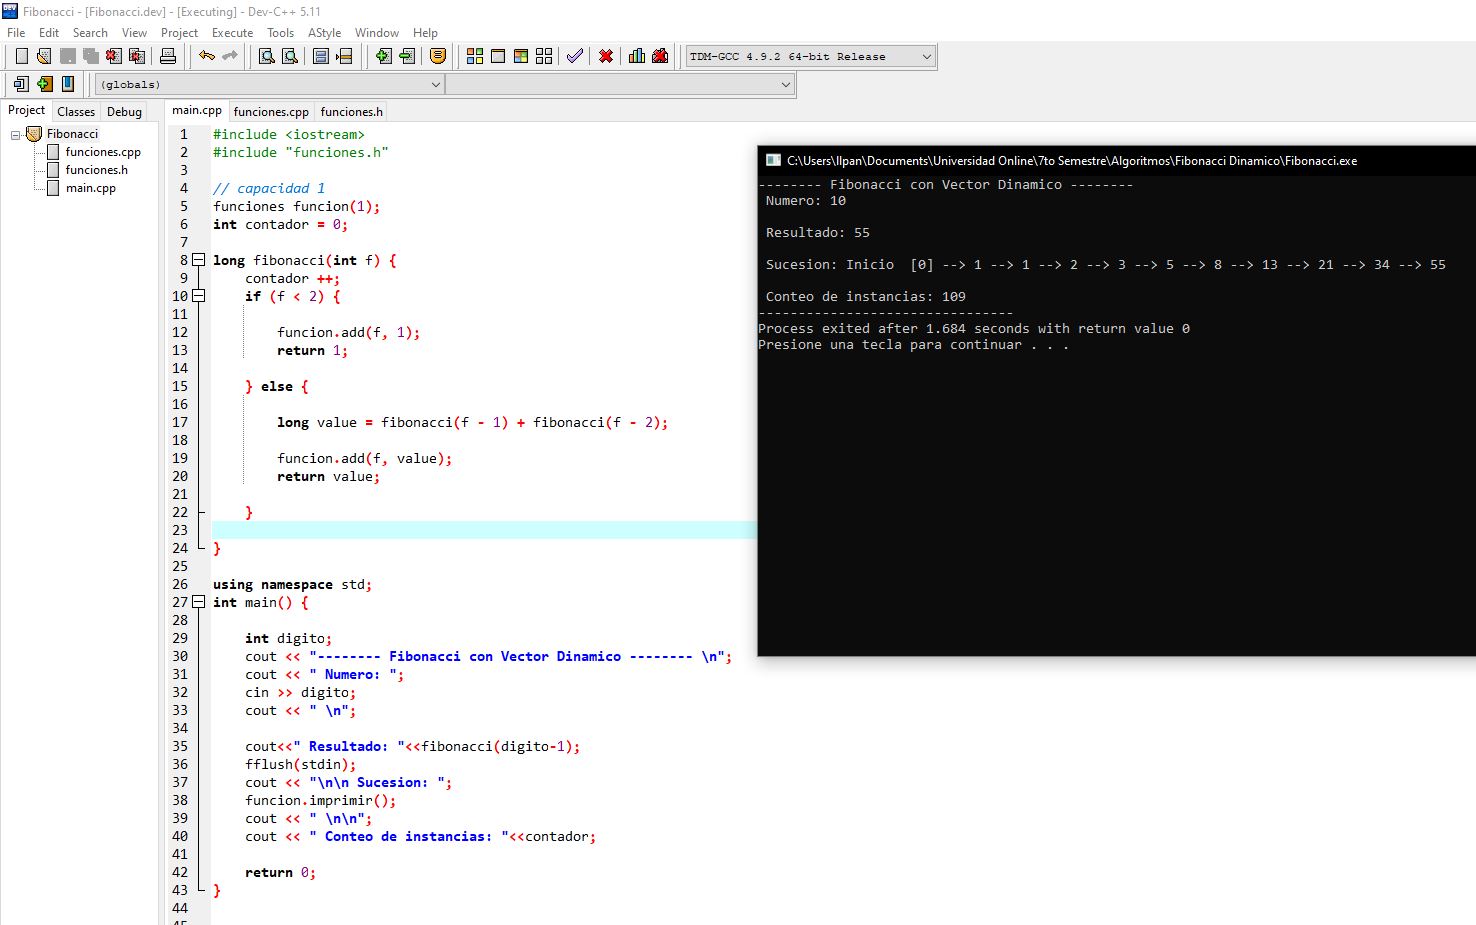 Fibonacci - [Fibonacci.dev] - [Executing] - Dev-C++ 5.11
File Edit Search View Project Execute Tools AStyle Window Help
TDM-GCC 4.9.2 64-bit Release
(globals)
Project Classes Debug
Fibonacci
funciones.cpp
funciones.h
main.cpp
main.cpp funciones.cpp funciones.h
1 #include <iostream>
2 #include "funciones.h"
3
4 // capacidad 1
5 funciones funcion(1);
6 int contador = 0;
7
8 long fibonacci(int f) {
9 contador ++;
10 if (f < 2) {
11
12 funcion.add(f, 1);
13 return 1;
14
15 } else {
16
17 long value = fibonacci(f - 1) + fibonacci(f - 2);
18
19 funcion.add(f, value);
20 return value;
21
22 }
23
24 }
25
26 using namespace std;
27 int main() {
28
29 int digito;
30 cout << "-------- Fibonacci con Vector Dinamico -------- \n";
31 cout << " Numero: ";
32 cin >> digito;
33 cout << " \n";
34
35 cout<<" Resultado: "<<fibonacci(digito-1);
36 fflush(stdin);
37 cout << "\n\n Sucesion: ";
38 funcion.imprimir();
39 cout << " \n\n";
40 cout << " Conteo de instancias: "<<contador;
41
42 return 0;
43 }
44
C:\Users\Ilpan\Documents\Universidad Online\7to Semestre\Algoritmos\Fibonacci Dinamico\Fibonacci.exe
-------- Fibonacci con Vector Dinamico --------
Numero: 10
Resultado: 55
Sucesion: Inicio [0] --> 1 --> 1 --> 2 --> 3 --> 5 --> 8 --> 13 --> 21 --> 34 --> 55
Conteo de instancias: 109
--------------------------------
Process exited after 1.684 seconds with return value 0
Presione una tecla para continuar . . .